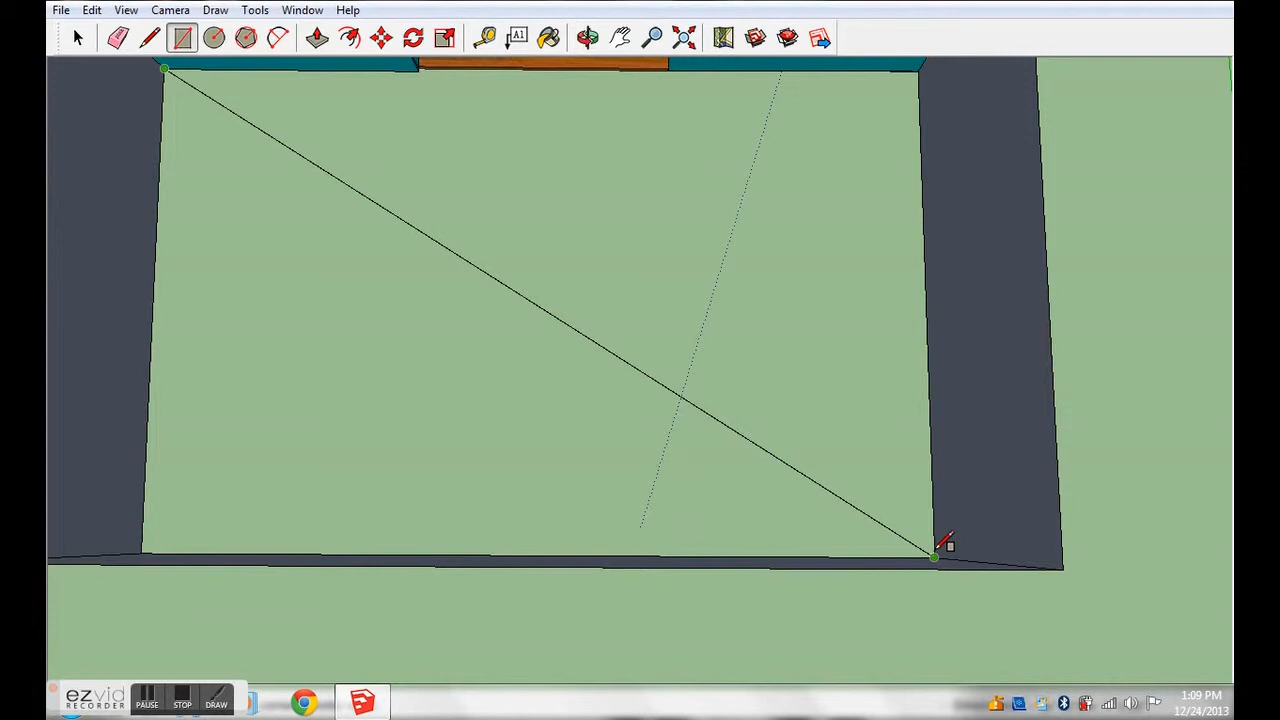 File Edit View Camera Draw Tools Window Help
A1
ezvid
RECORDER
PAUSE STOP DRAW
1:09 PM
12/24/2013